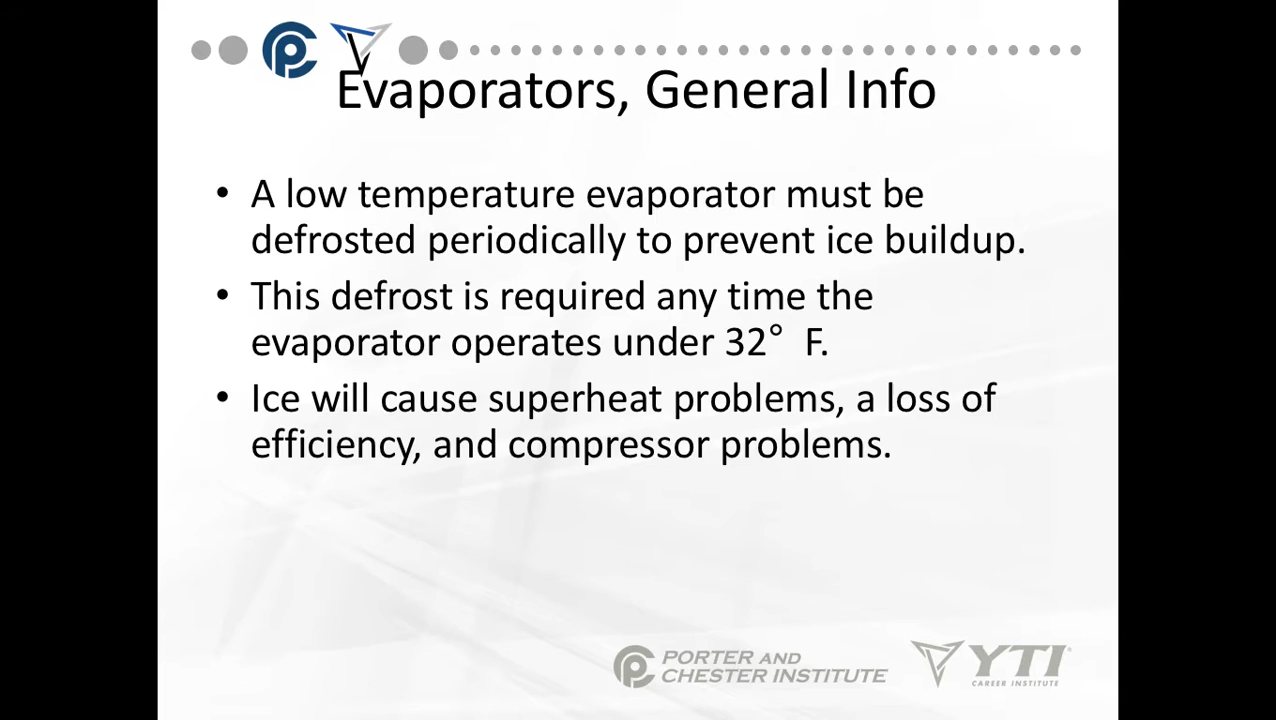 Evaporators, General Info
• A low temperature evaporator must be
defrosted periodically to prevent ice buildup.
• This defrost is required any time the
evaporator operates under 32° F.
• Ice will cause superheat problems, a loss of
efficiency, and compressor problems.
PORTER AND
CHESTER INSTITUTE
YTI®
CAREER INSTITUTE